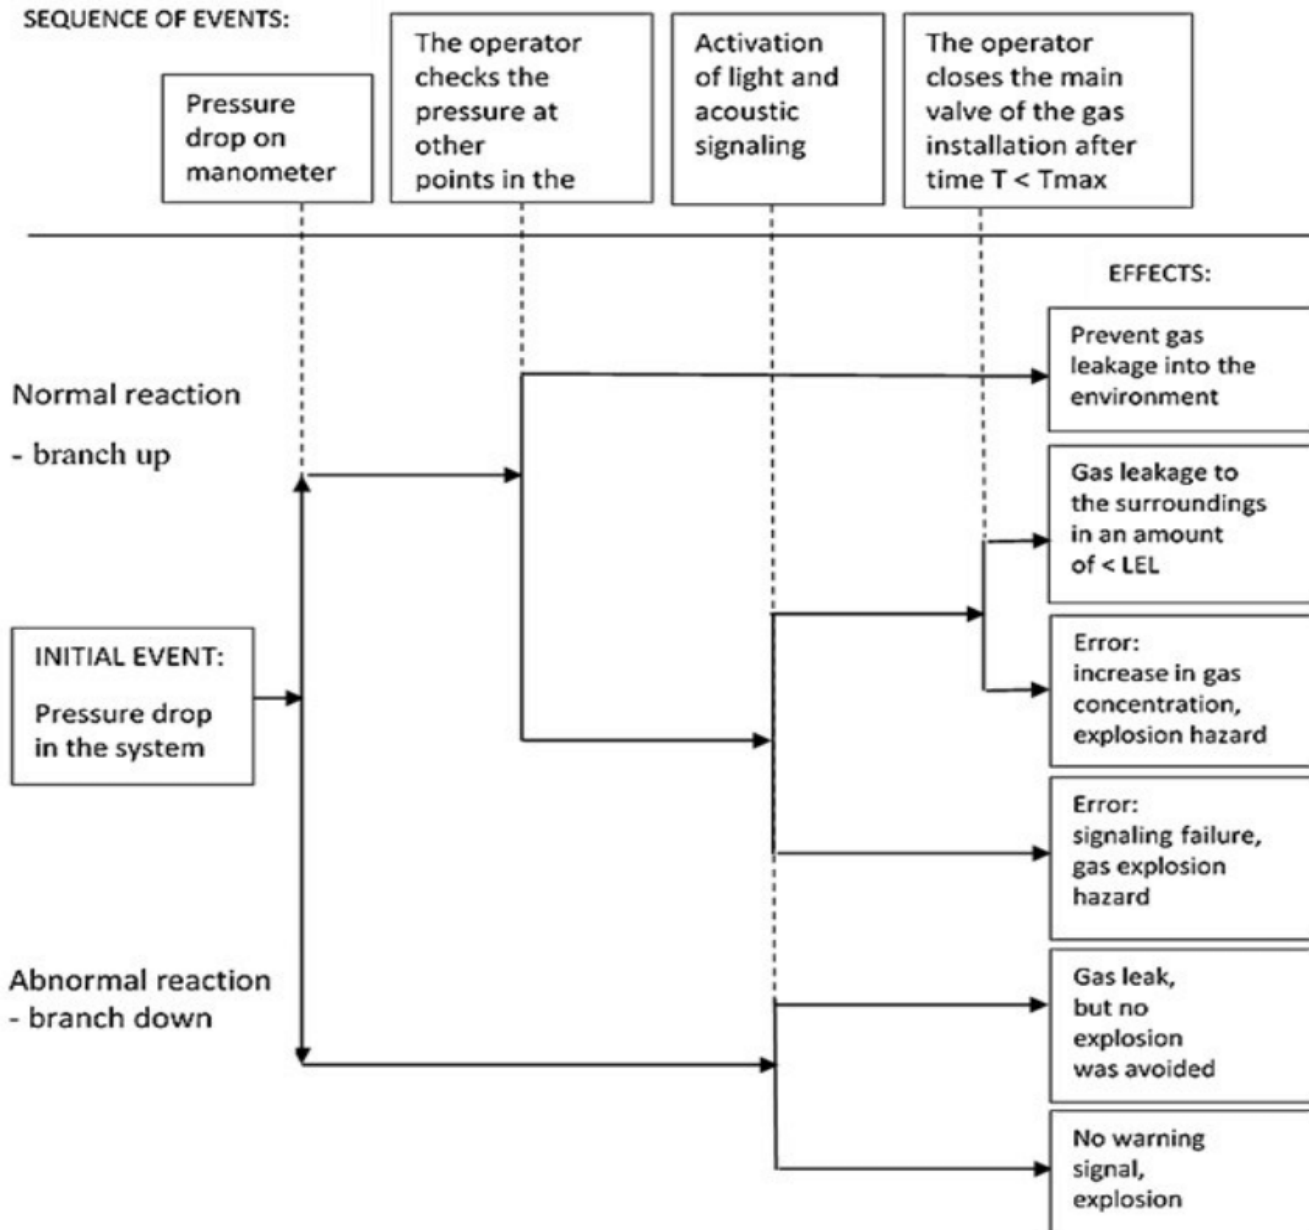 SEQUENCE OF EVENTS:
Pressure
drop on
manometer
The operator
checks the
pressure at
other
points in the
Activation
of light and
acoustic
signaling
The operator
closes the main
valve of the gas
installation after
time T < Tmax
EFFECTS:
Prevent gas
leakage into the
environment
Normal reaction
- branch up
Gas leakage to
the surroundings
in an amount
of < LEL
INITIAL EVENT:
Pressure drop
in the system
Error:
increase in gas
concentration,
explosion hazard
Error:
signaling failure,
gas explosion
hazard
Abnormal reaction
- branch down
Gas leak,
but no
explosion
was avoided
No warning
signal,
explosion